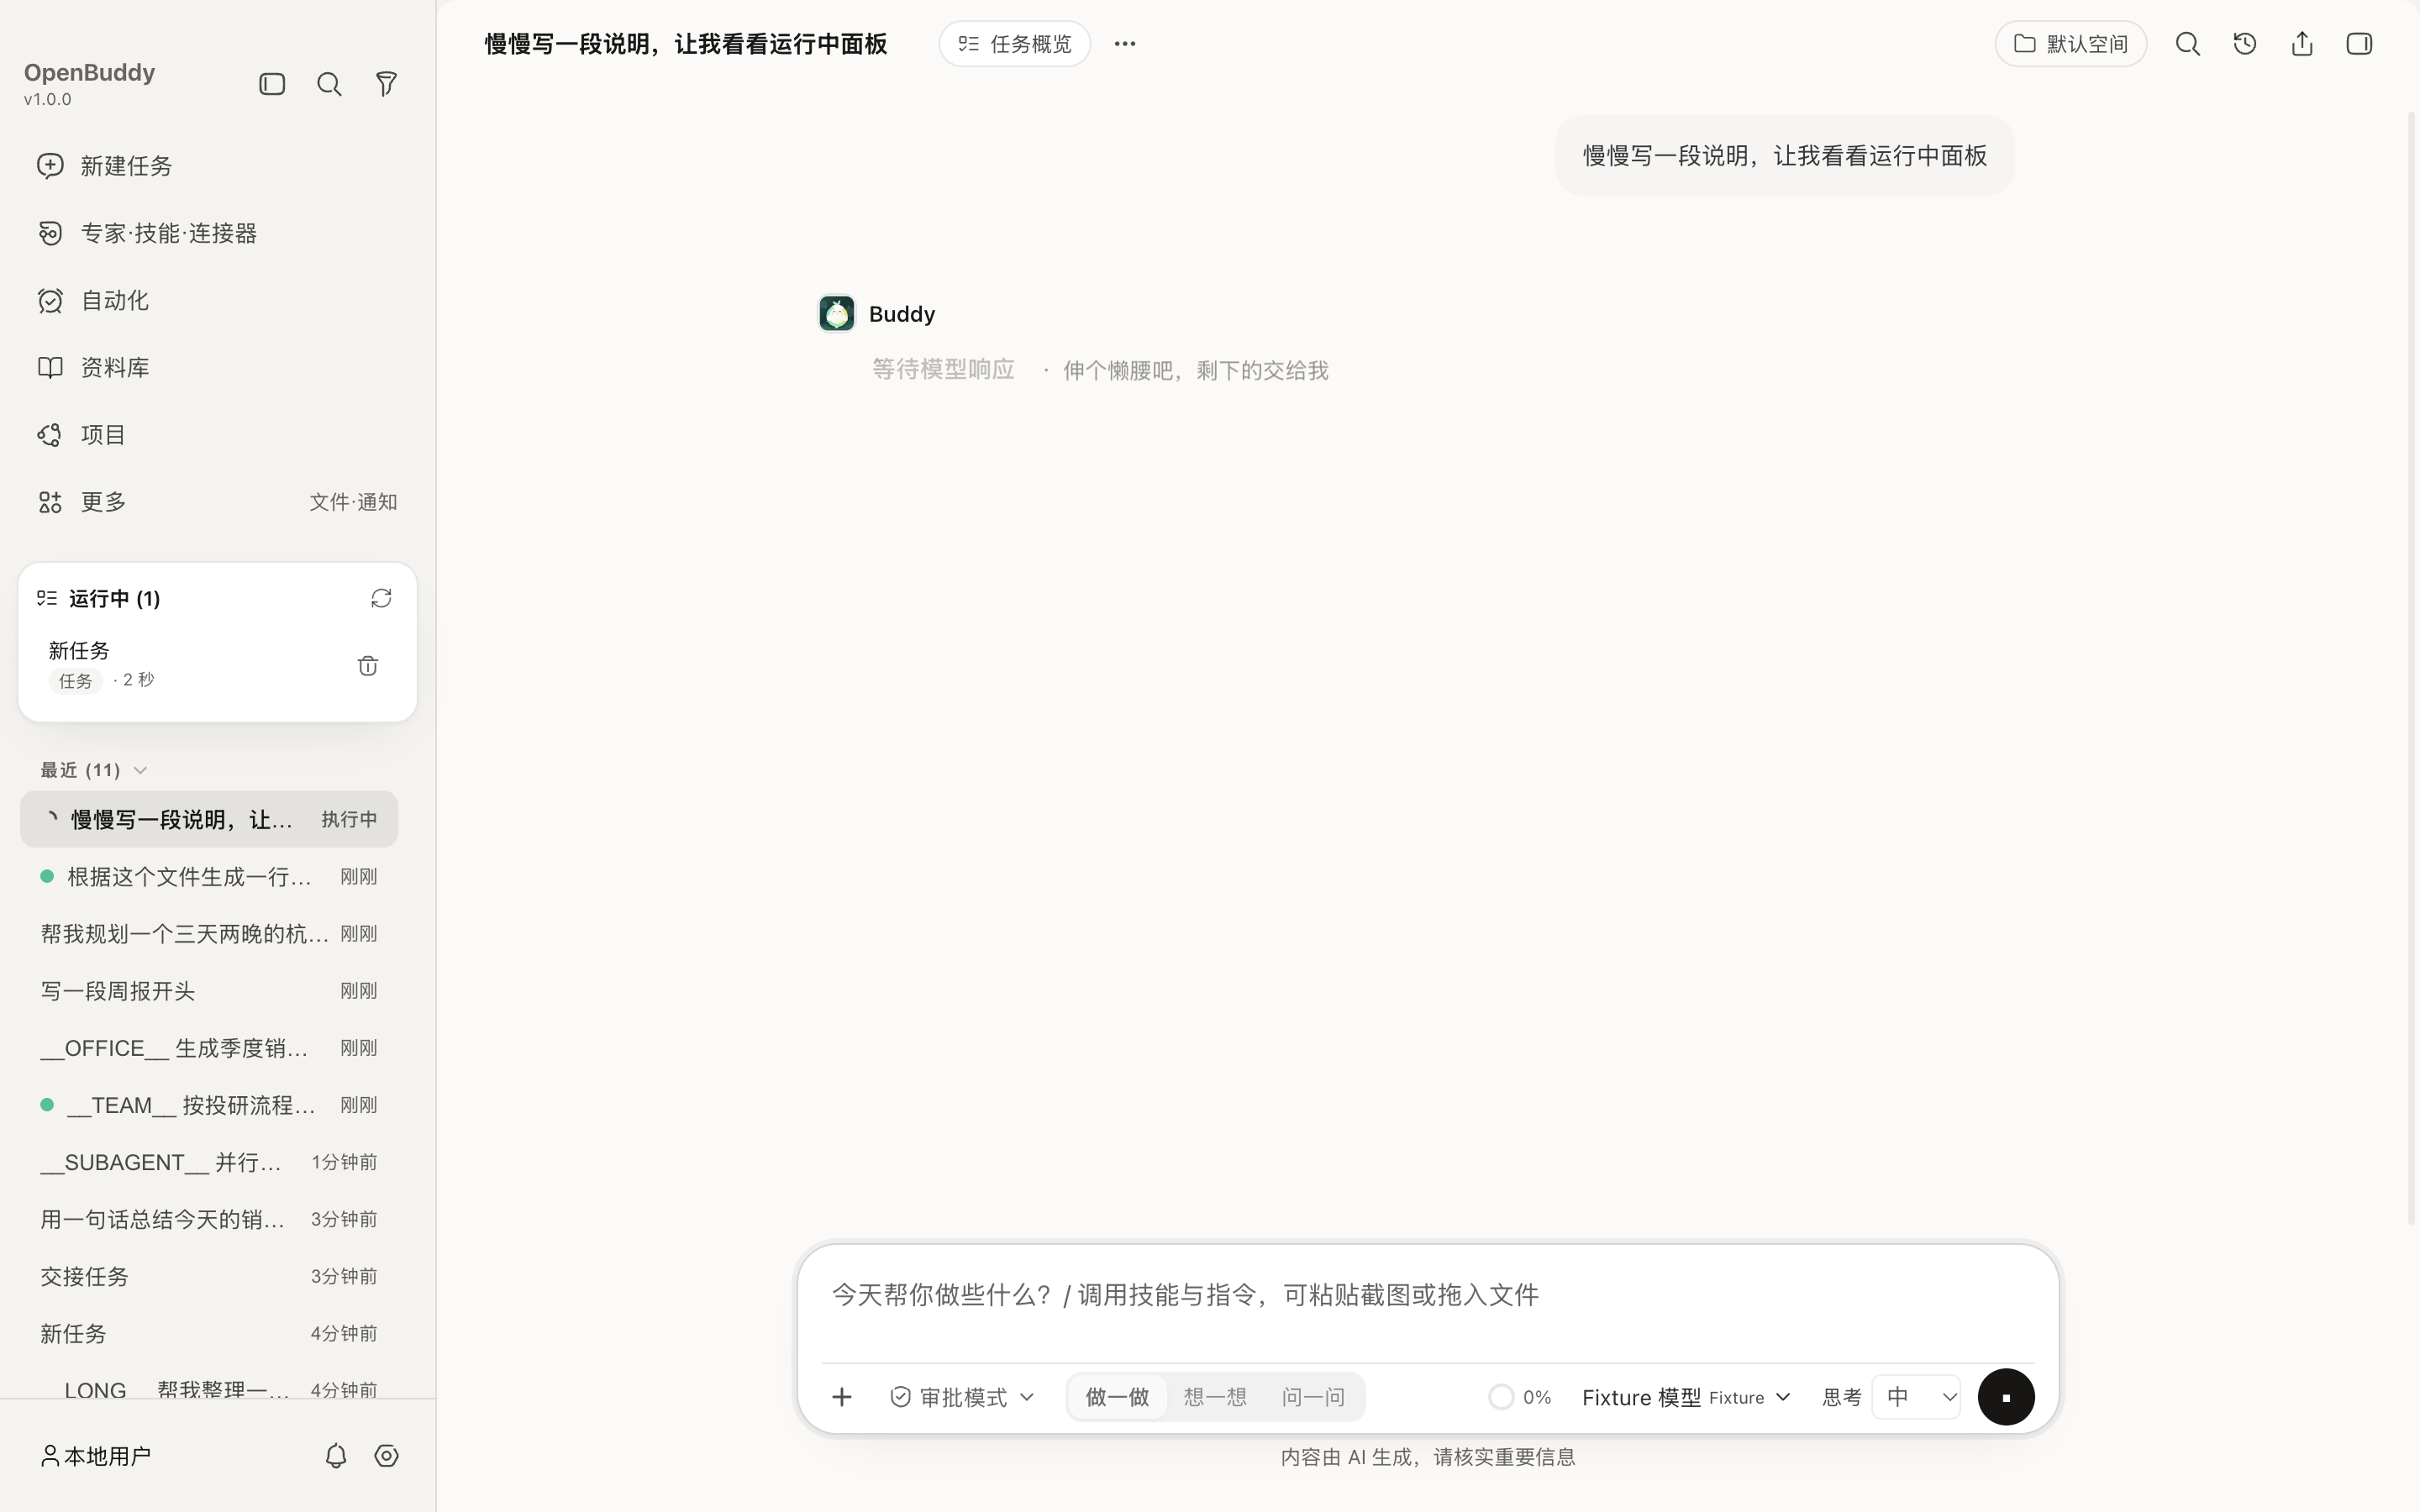 OpenBuddy
v1.0.0
新建任务
专家·技能·连接器
自动化
资料库
项目
更多 文件·通知
运行中 (1)
新任务
任务 · 2 秒
最近 (11)
慢慢写一段说明，让… 执行中
根据这个文件生成一行… 刚刚
帮我规划一个三天两晚的杭… 刚刚
写一段周报开头 刚刚
__OFFICE__ 生成季度销… 刚刚
__TEAM__ 按投研流程… 刚刚
__SUBAGENT__ 并行… 1分钟前
用一句话总结今天的销… 3分钟前
交接任务 3分钟前
新任务 4分钟前
__LONG__ 帮我整理一… 4分钟前
本地用户
慢慢写一段说明，让我看看运行中面板 任务概览 默认空间
慢慢写一段说明，让我看看运行中面板
Buddy
等待模型响应 · 伸个懒腰吧，剩下的交给我
今天帮你做些什么？/ 调用技能与指令，可粘贴截图或拖入文件
审批模式 做一做 想一想 问一问 0% Fixture 模型 Fixture 思考 中
内容由 AI 生成，请核实重要信息